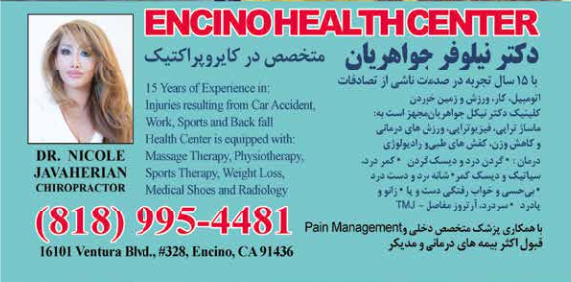 ENCINO HEALTH CENTER
دکتر نیلوفر جواهریان متخصص در کایروپراکتیک
با ۱۵ سال تجربه در صدمات ناشی از تصادفات
اتومبیل، کار، ورزش و زمین خوردن
کلینیک دکتر نیکل جواهریان مجهز است به:
ماساژ تراپی، فیزیوتراپی، ورزش های درمانی
و کاهش وزن، کفش های طبی و رادیولوژی
درمان: • گردن درد و دیسک گردن • کمر درد،
سیاتیک و دیسک کمر • شانه درد و دست درد
• بی‌حسی و خواب رفتگی دست و پا • زانو و
پادرد • سردرد، آرتروز مفاصل - TMJ
با همکاری پزشک متخصص داخلی و Pain Management
قبول اکثر بیمه های درمانی و مدیکر
15 Years of Experience in:
Injuries resulting from Car Accident,
Work, Sports and Back fall
Health Center is equipped with:
Massage Therapy, Physiotherapy,
Sports Therapy, Weight Loss,
Medical Shoes and Radiology
DR. NICOLE
JAVAHERIAN
CHIROPRACTOR
(818) 995-4481
16101 Ventura Blvd., #328, Encino, CA 91436